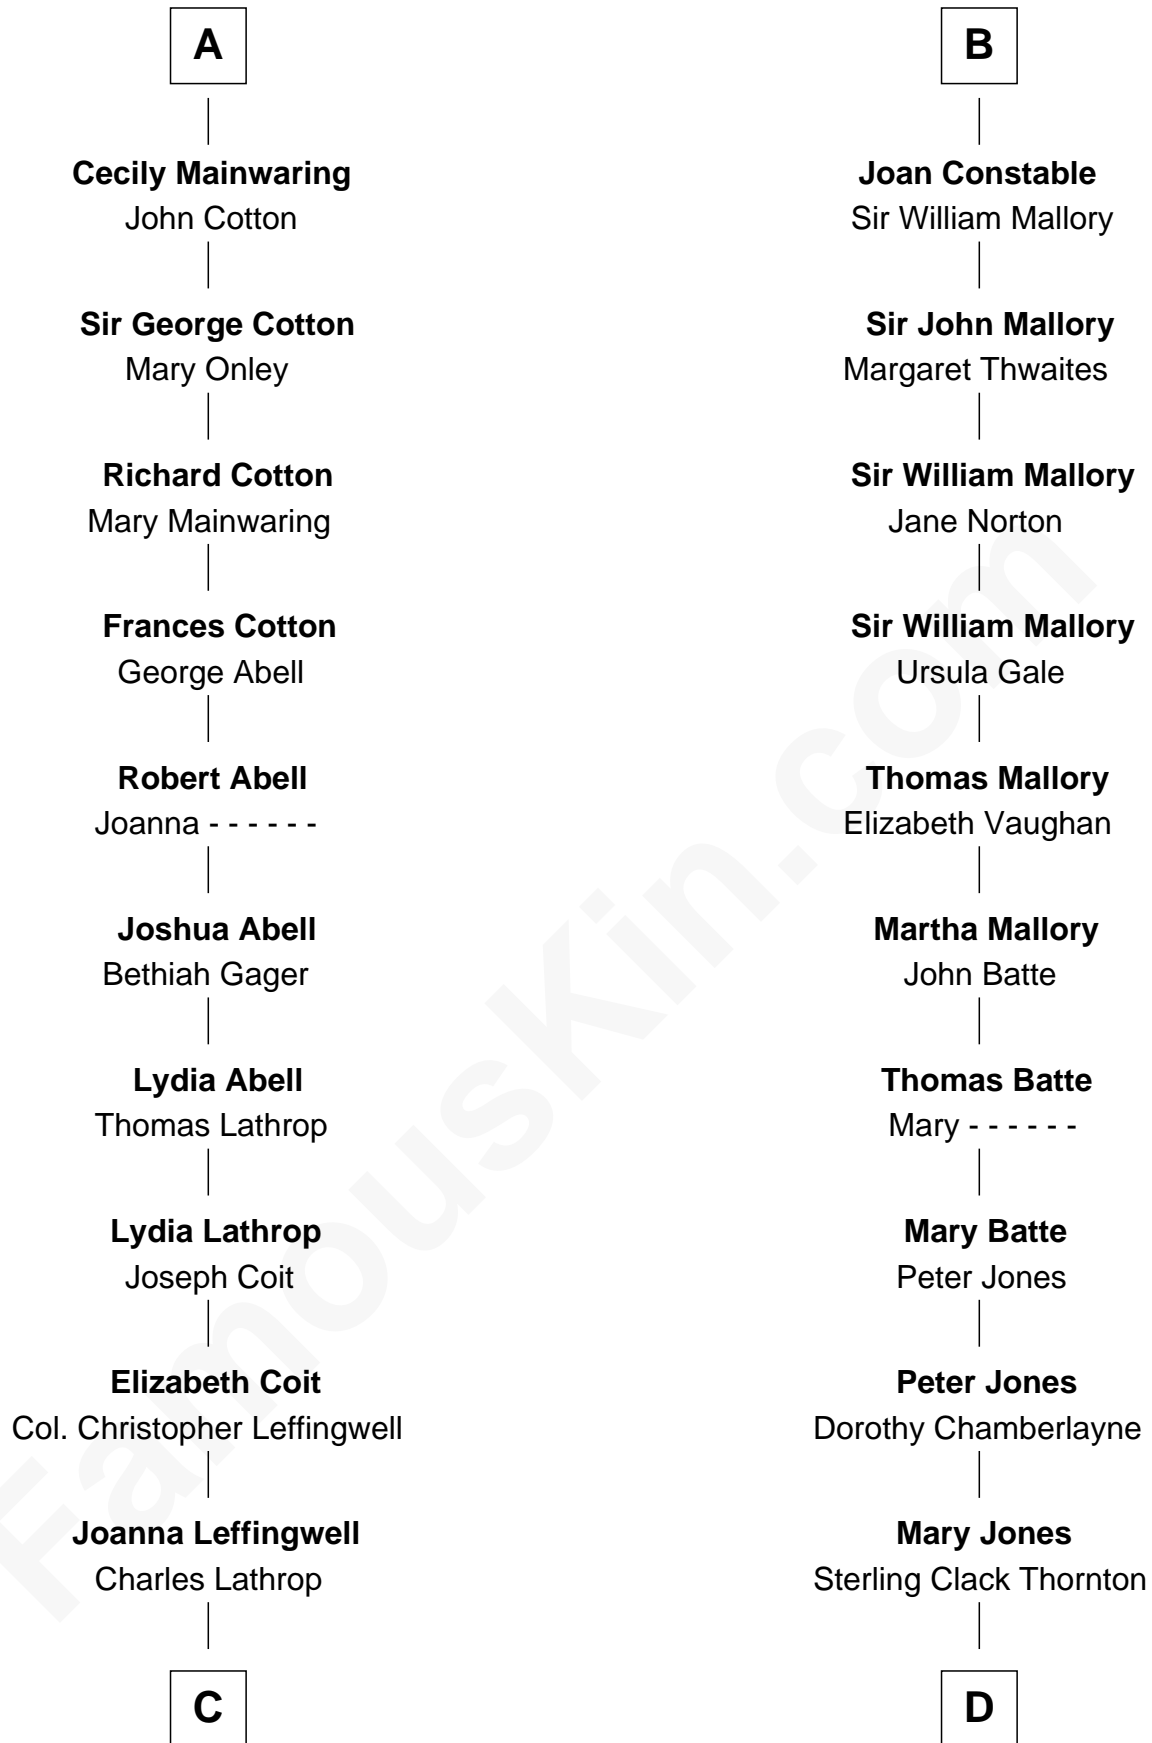 A
Cecily Mainwaring
John Cotton
Sir George Cotton
Mary Onley
Richard Cotton
Mary Mainwaring
Frances Cotton
George Abell
Robert Abell
Joanna - - - - - -
Joshua Abell
Bethiah Gager
Lydia Abell
Thomas Lathrop
Lydia Lathrop
Joseph Coit
Elizabeth Coit
Col. Christopher Leffingwell
Joanna Leffingwell
Charles Lathrop
C
B
Joan Constable
Sir William Mallory
Sir John Mallory
Margaret Thwaites
Sir William Mallory
Jane Norton
Sir William Mallory
Ursula Gale
Thomas Mallory
Elizabeth Vaughan
Martha Mallory
John Batte
Thomas Batte
Mary - - - - - -
Mary Batte
Peter Jones
Peter Jones
Dorothy Chamberlayne
Mary Jones
Sterling Clack Thornton
D
FamousKin.com